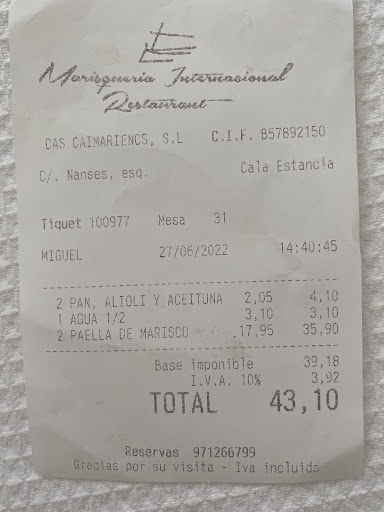 Marisqueria Internacional
Restaurant
CAS CAIMARIENCS, S.L C.I.F. B57892150
C/. Nanses, esq. Cala Estancia
Tiquet 100977 Mesa 31
MIGUEL 27/06/2022 14:40:45
2 PAN, ALIOLI Y ACEITUNA 2,05 4,10
1 AGUA 1/2 3,10 3,10
2 PAELLA DE MARISCO 17,95 35,90
Base imponible 39,18
I.V.A. 10% 3,92
TOTAL 43,10
Reservas 971266799
Gracias por su visita - Iva incluido